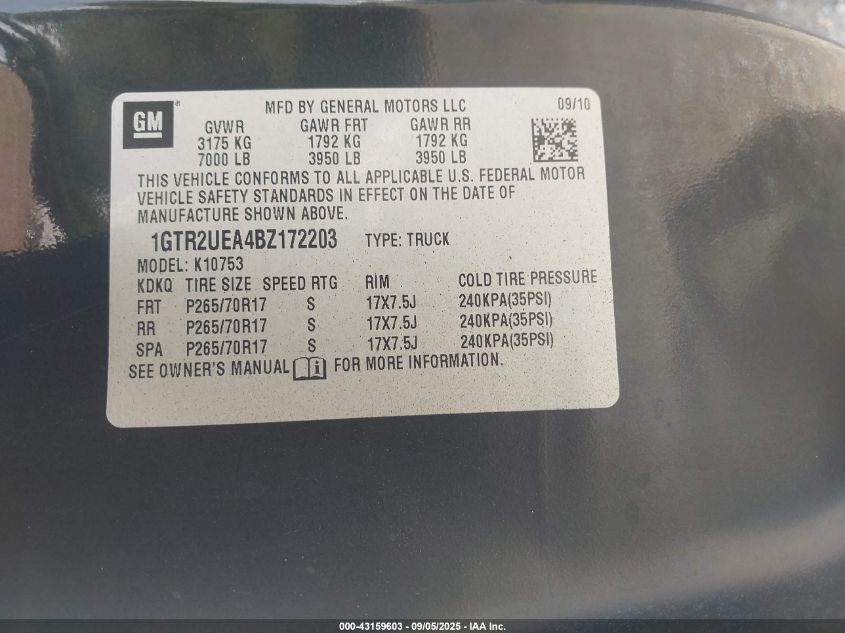 GM
MFD BY GENERAL MOTORS LLC 09/10
GVWR GAWR FRT GAWR RR
3175 KG 1792 KG 1792 KG
7000 LB 3950 LB 3950 LB
THIS VEHICLE CONFORMS TO ALL APPLICABLE U.S. FEDERAL MOTOR
VEHICLE SAFETY STANDARDS IN EFFECT ON THE DATE OF
MANUFACTURE SHOWN ABOVE.
1GTR2UEA4BZ172203 TYPE: TRUCK
MODEL: K10753
KDKQ TIRE SIZE SPEED RTG RIM COLD TIRE PRESSURE
FRT P265/70R17 S 17X7.5J 240KPA(35PSI)
RR P265/70R17 S 17X7.5J 240KPA(35PSI)
SPA P265/70R17 S 17X7.5J 240KPA(35PSI)
SEE OWNER'S MANUAL i FOR MORE INFORMATION.
000-43159603 - 09/05/2025 - IAA Inc.